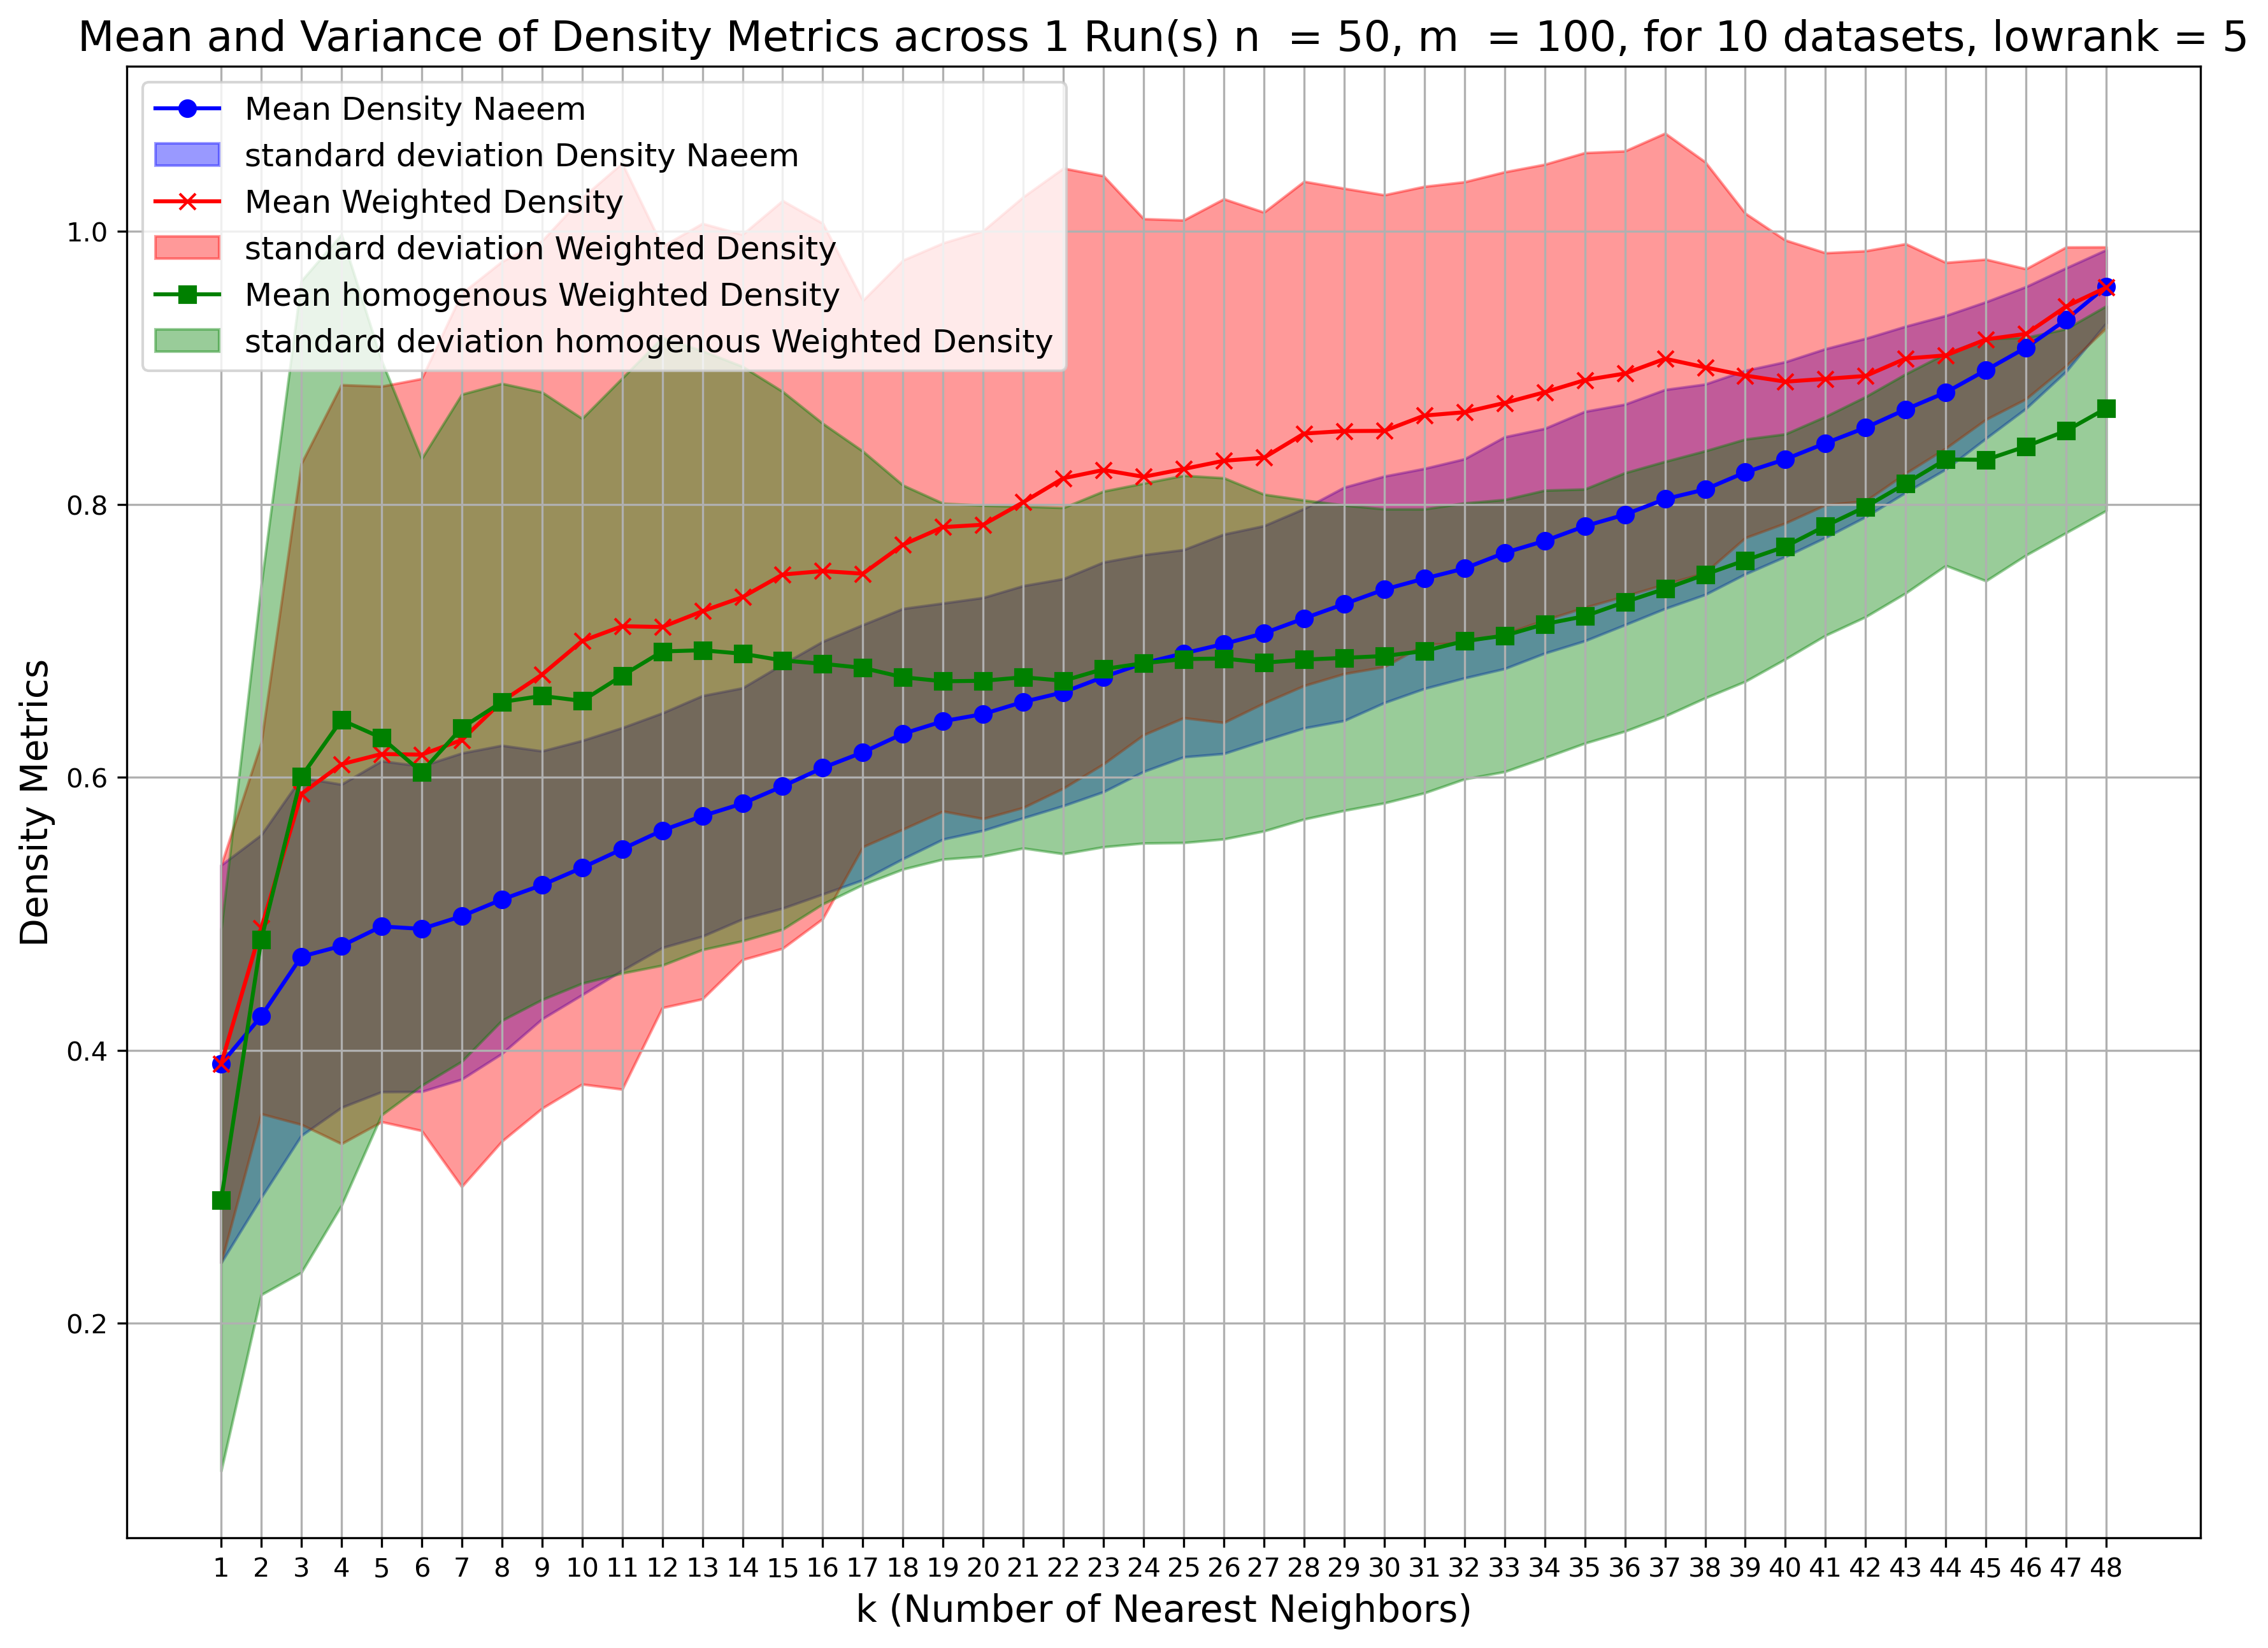 Mean and Variance of Density Metrics across 1 Run(s) n  = 50, m  = 100, for 10 datasets, lowrank = 5
Mean Density Naeem
standard deviation Density Naeem
Mean Weighted Density
standard deviation Weighted Density
Mean homogenous Weighted Density
standard deviation homogenous Weighted Density
1.0
0.8
0.6
0.4
0.2
Density Metrics
1 2 3 4 5 6 7 8 9 10 11 12 13 14 15 16 17 18 19 20 21 22 23 24 25 26 27 28 29 30 31 32 33 34 35 36 37 38 39 40 41 42 43 44 45 46 47 48
k (Number of Nearest Neighbors)